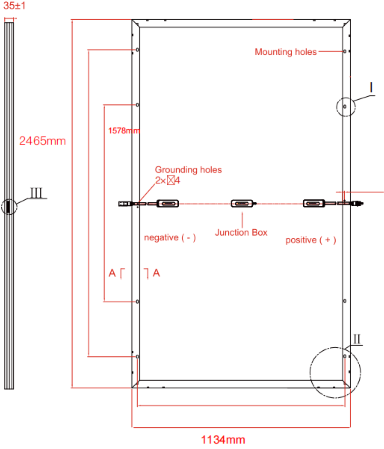 35±1
Mounting holes
I
1578mm
2465mm
Grounding holes
2×☒4
III
negative ( - )
Junction Box
positive ( + )
A A
II
1134mm